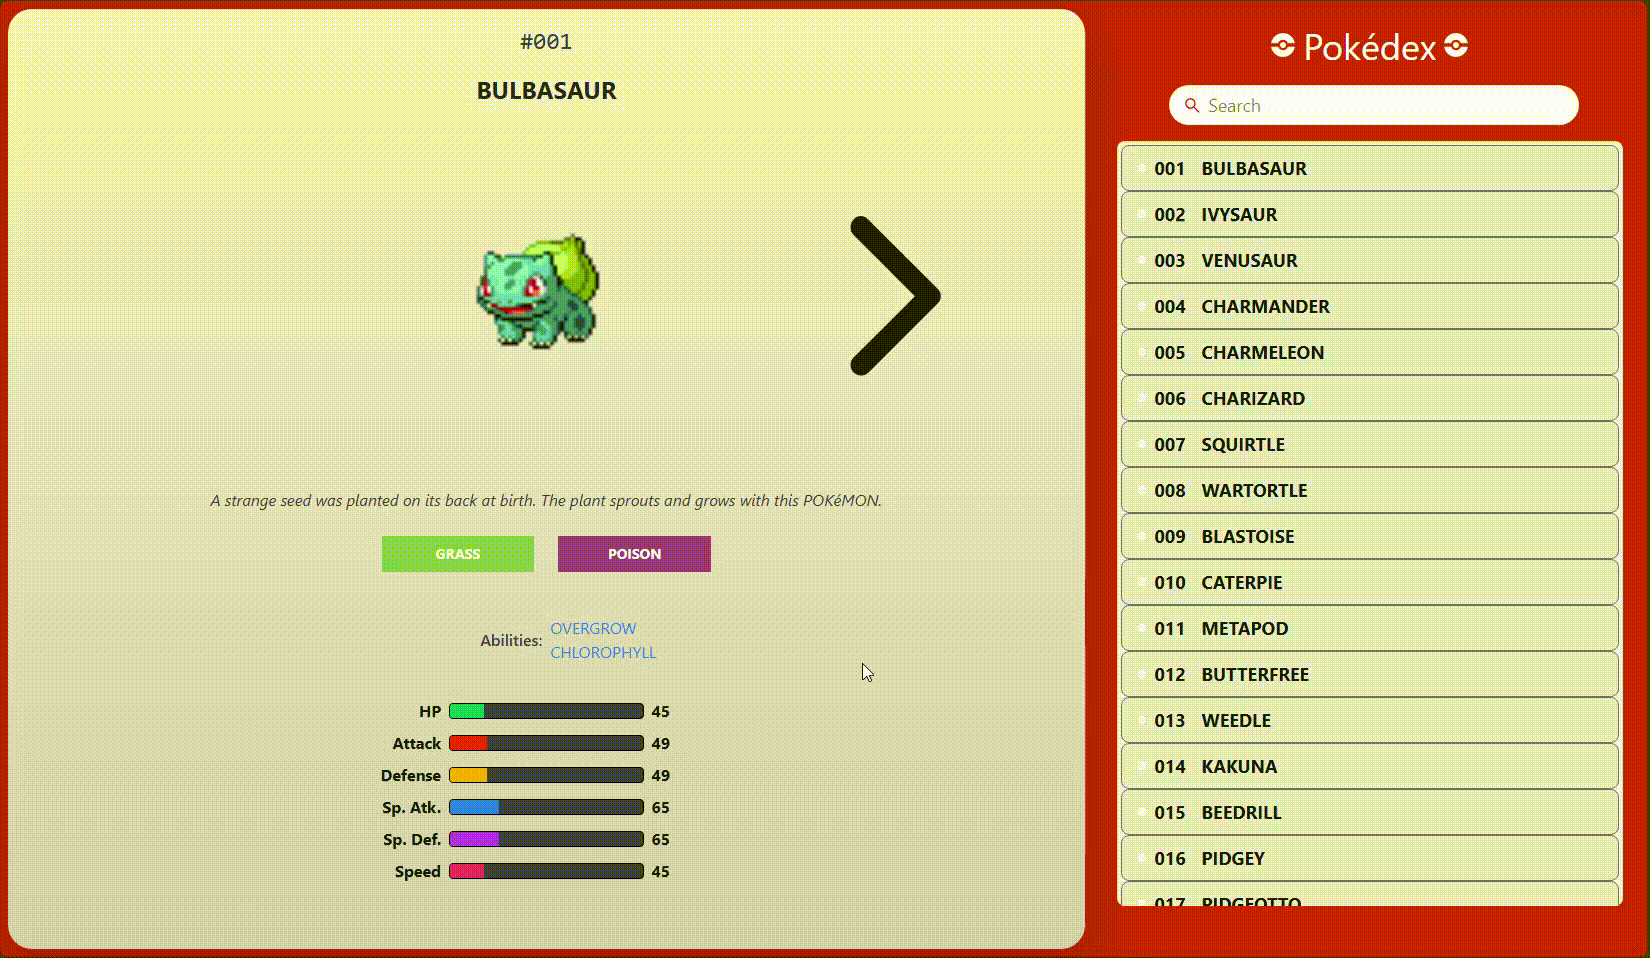 #001
BULBASAUR
A strange seed was planted on its back at birth. The plant sprouts and grows with this POKéMON.
GRASS POISON
Abilities: OVERGROW
CHLOROPHYLL
HP 45
Attack 49
Defense 49
Sp. Atk. 65
Sp. Def. 65
Speed 45
Pokédex
Search
001 BULBASAUR
002 IVYSAUR
003 VENUSAUR
004 CHARMANDER
005 CHARMELEON
006 CHARIZARD
007 SQUIRTLE
008 WARTORTLE
009 BLASTOISE
010 CATERPIE
011 METAPOD
012 BUTTERFREE
013 WEEDLE
014 KAKUNA
015 BEEDRILL
016 PIDGEY
017 PIDGEOTTO